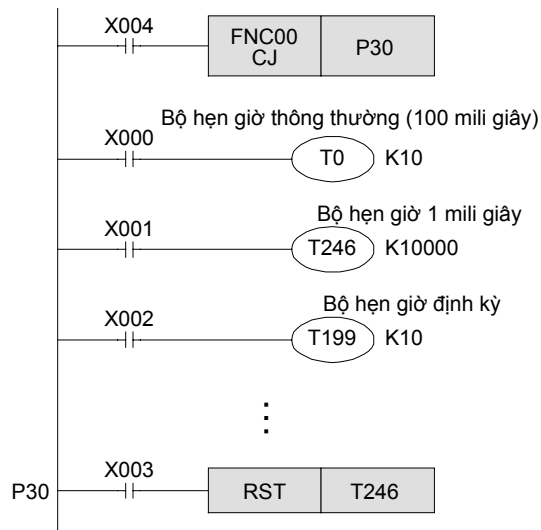 X004
FNC00
CJ
P30
Bộ hẹn giờ thông thường (100 mili giây)
X000
T0
K10
Bộ hẹn giờ 1 mili giây
X001
T246
K10000
Bộ hẹn giờ định kỳ
X002
T199
K10
X003
P30
RST
T246